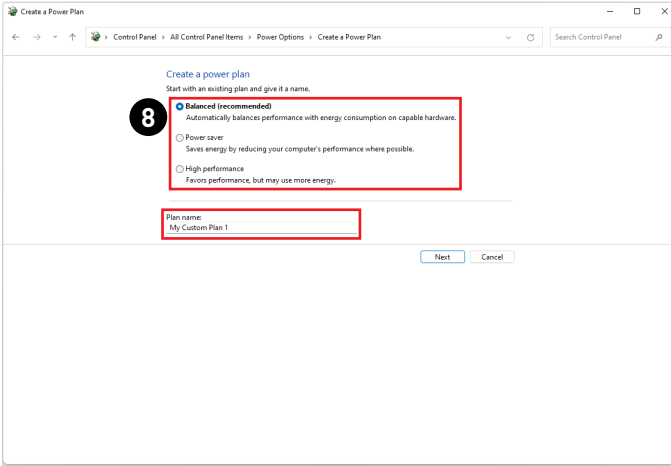 Create a Power Plan
Control Panel > All Control Panel Items > Power Options > Create a Power Plan
Search Control Panel
Create a power plan
Start with an existing plan and give it a name.
8
Balanced (recommended)
Automatically balances performance with energy consumption on capable hardware.
Power saver
Saves energy by reducing your computer's performance where possible.
High performance
Favors performance, but may use more energy.
Plan name:
My Custom Plan 1
Next Cancel